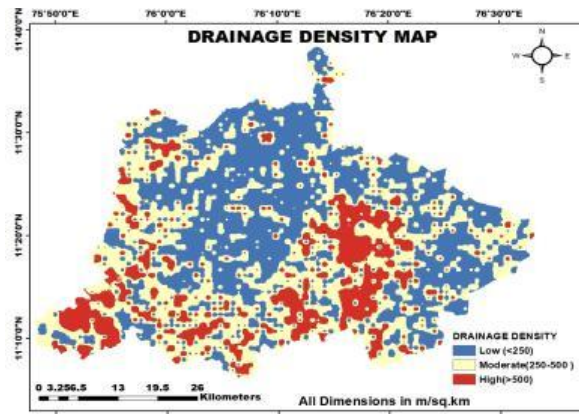 75°50'0"E 76°0'0"E 76°10'0"E 76°20'0"E 76°30'0"E
DRAINAGE DENSITY MAP
N
W E
S
11°40'0"N
11°30'0"N
11°20'0"N
11°10'0"N
DRAINAGE DENSITY
Low (<250)
Moderate(250-500 )
High(>500)
0 3.256.5 13 19.5 26
Kilometers
All Dimensions in m/sq.km